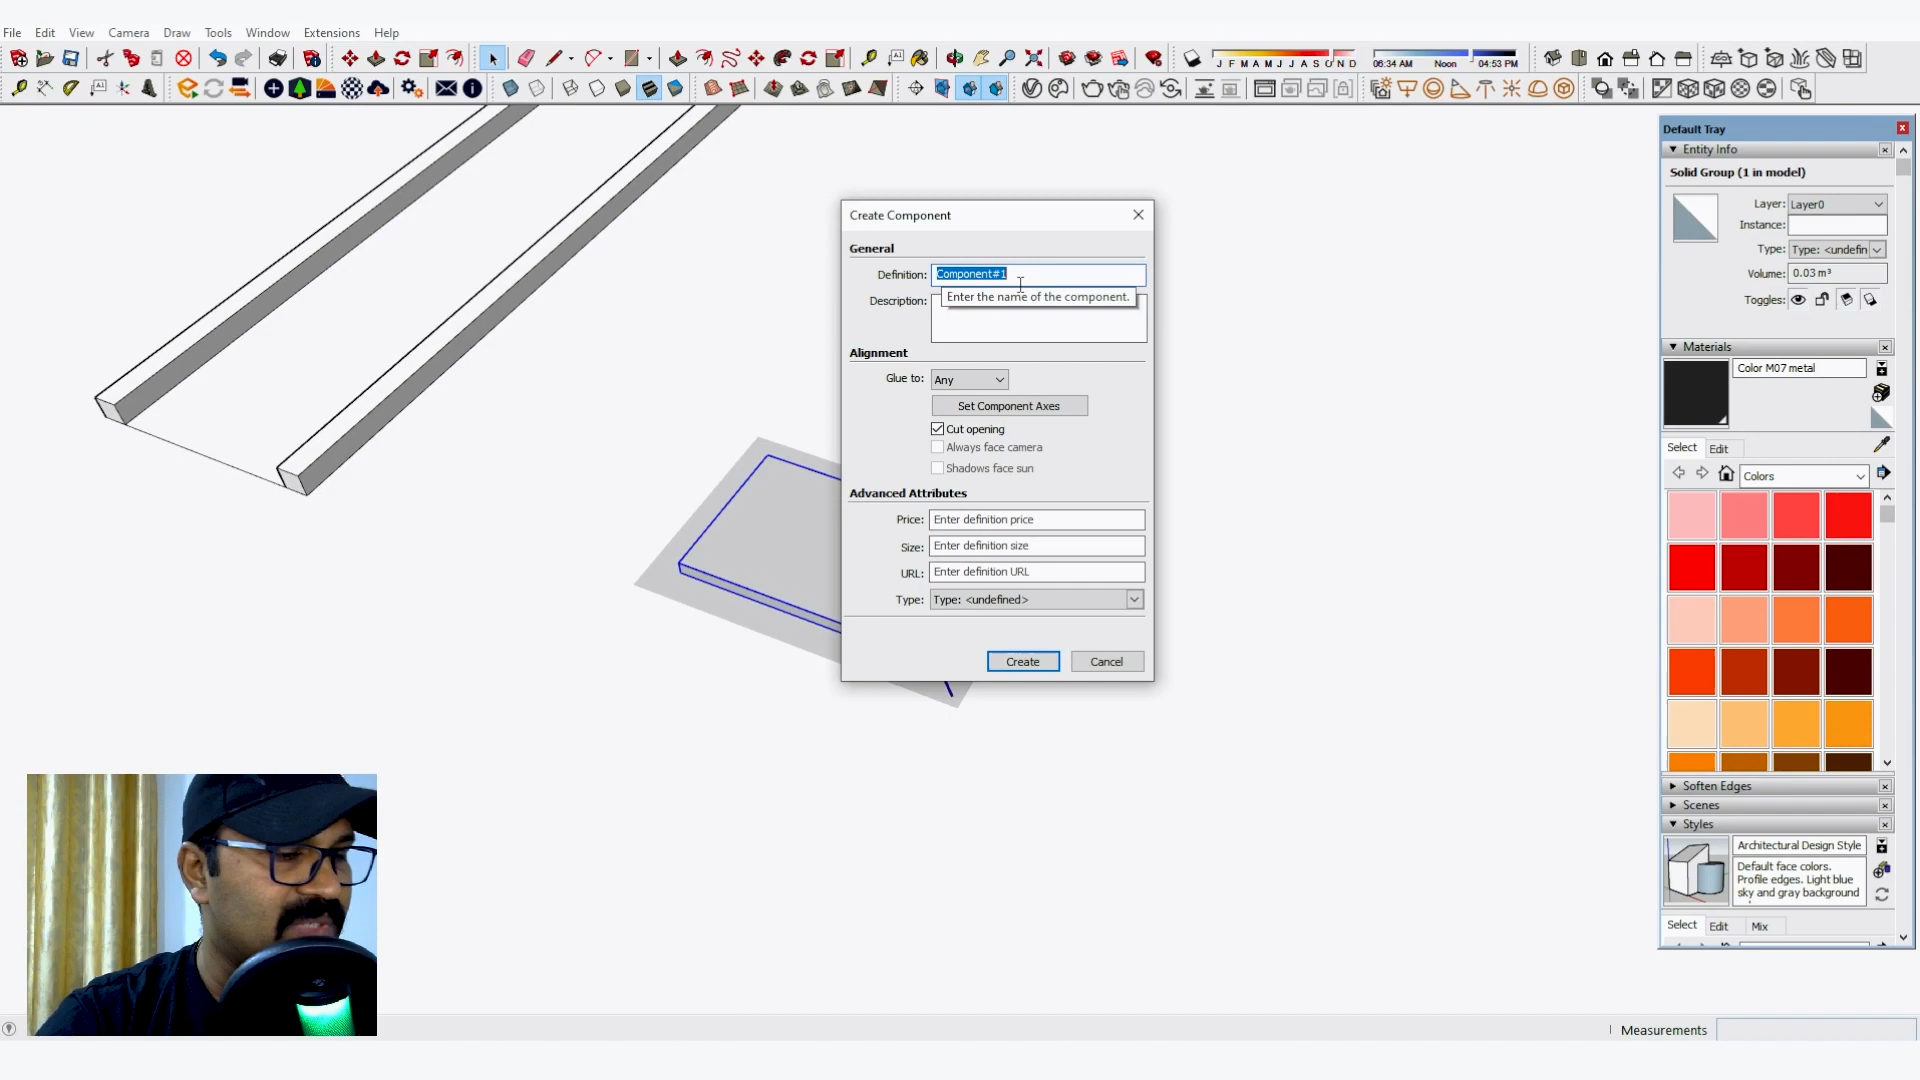 File Edit View Camera Draw Tools Window Extensions Help
J F M A M J J A S O N D
06:34 AM Noon 04:53 PM
Default Tray
Entity Info
Solid Group (1 in model)
Layer: Layer0
Instance:
Type: Type: <undefin
Volume: 0.03 m³
Toggles:
Create Component
General
Definition: Component#1
Enter the name of the component.
Description:
Alignment
Glue to: Any
Set Component Axes
Cut opening
Always face camera
Shadows face sun
Advanced Attributes
Price: Enter definition price
Size: Enter definition size
URL: Enter definition URL
Type: Type: <undefined>
Create Cancel
Materials
Color M07 metal
Select Edit
Colors
Soften Edges
Scenes
Styles
Architectural Design Style
Default face colors.
Profile edges. Light blue
sky and gray background
Select Edit Mix
Measurements